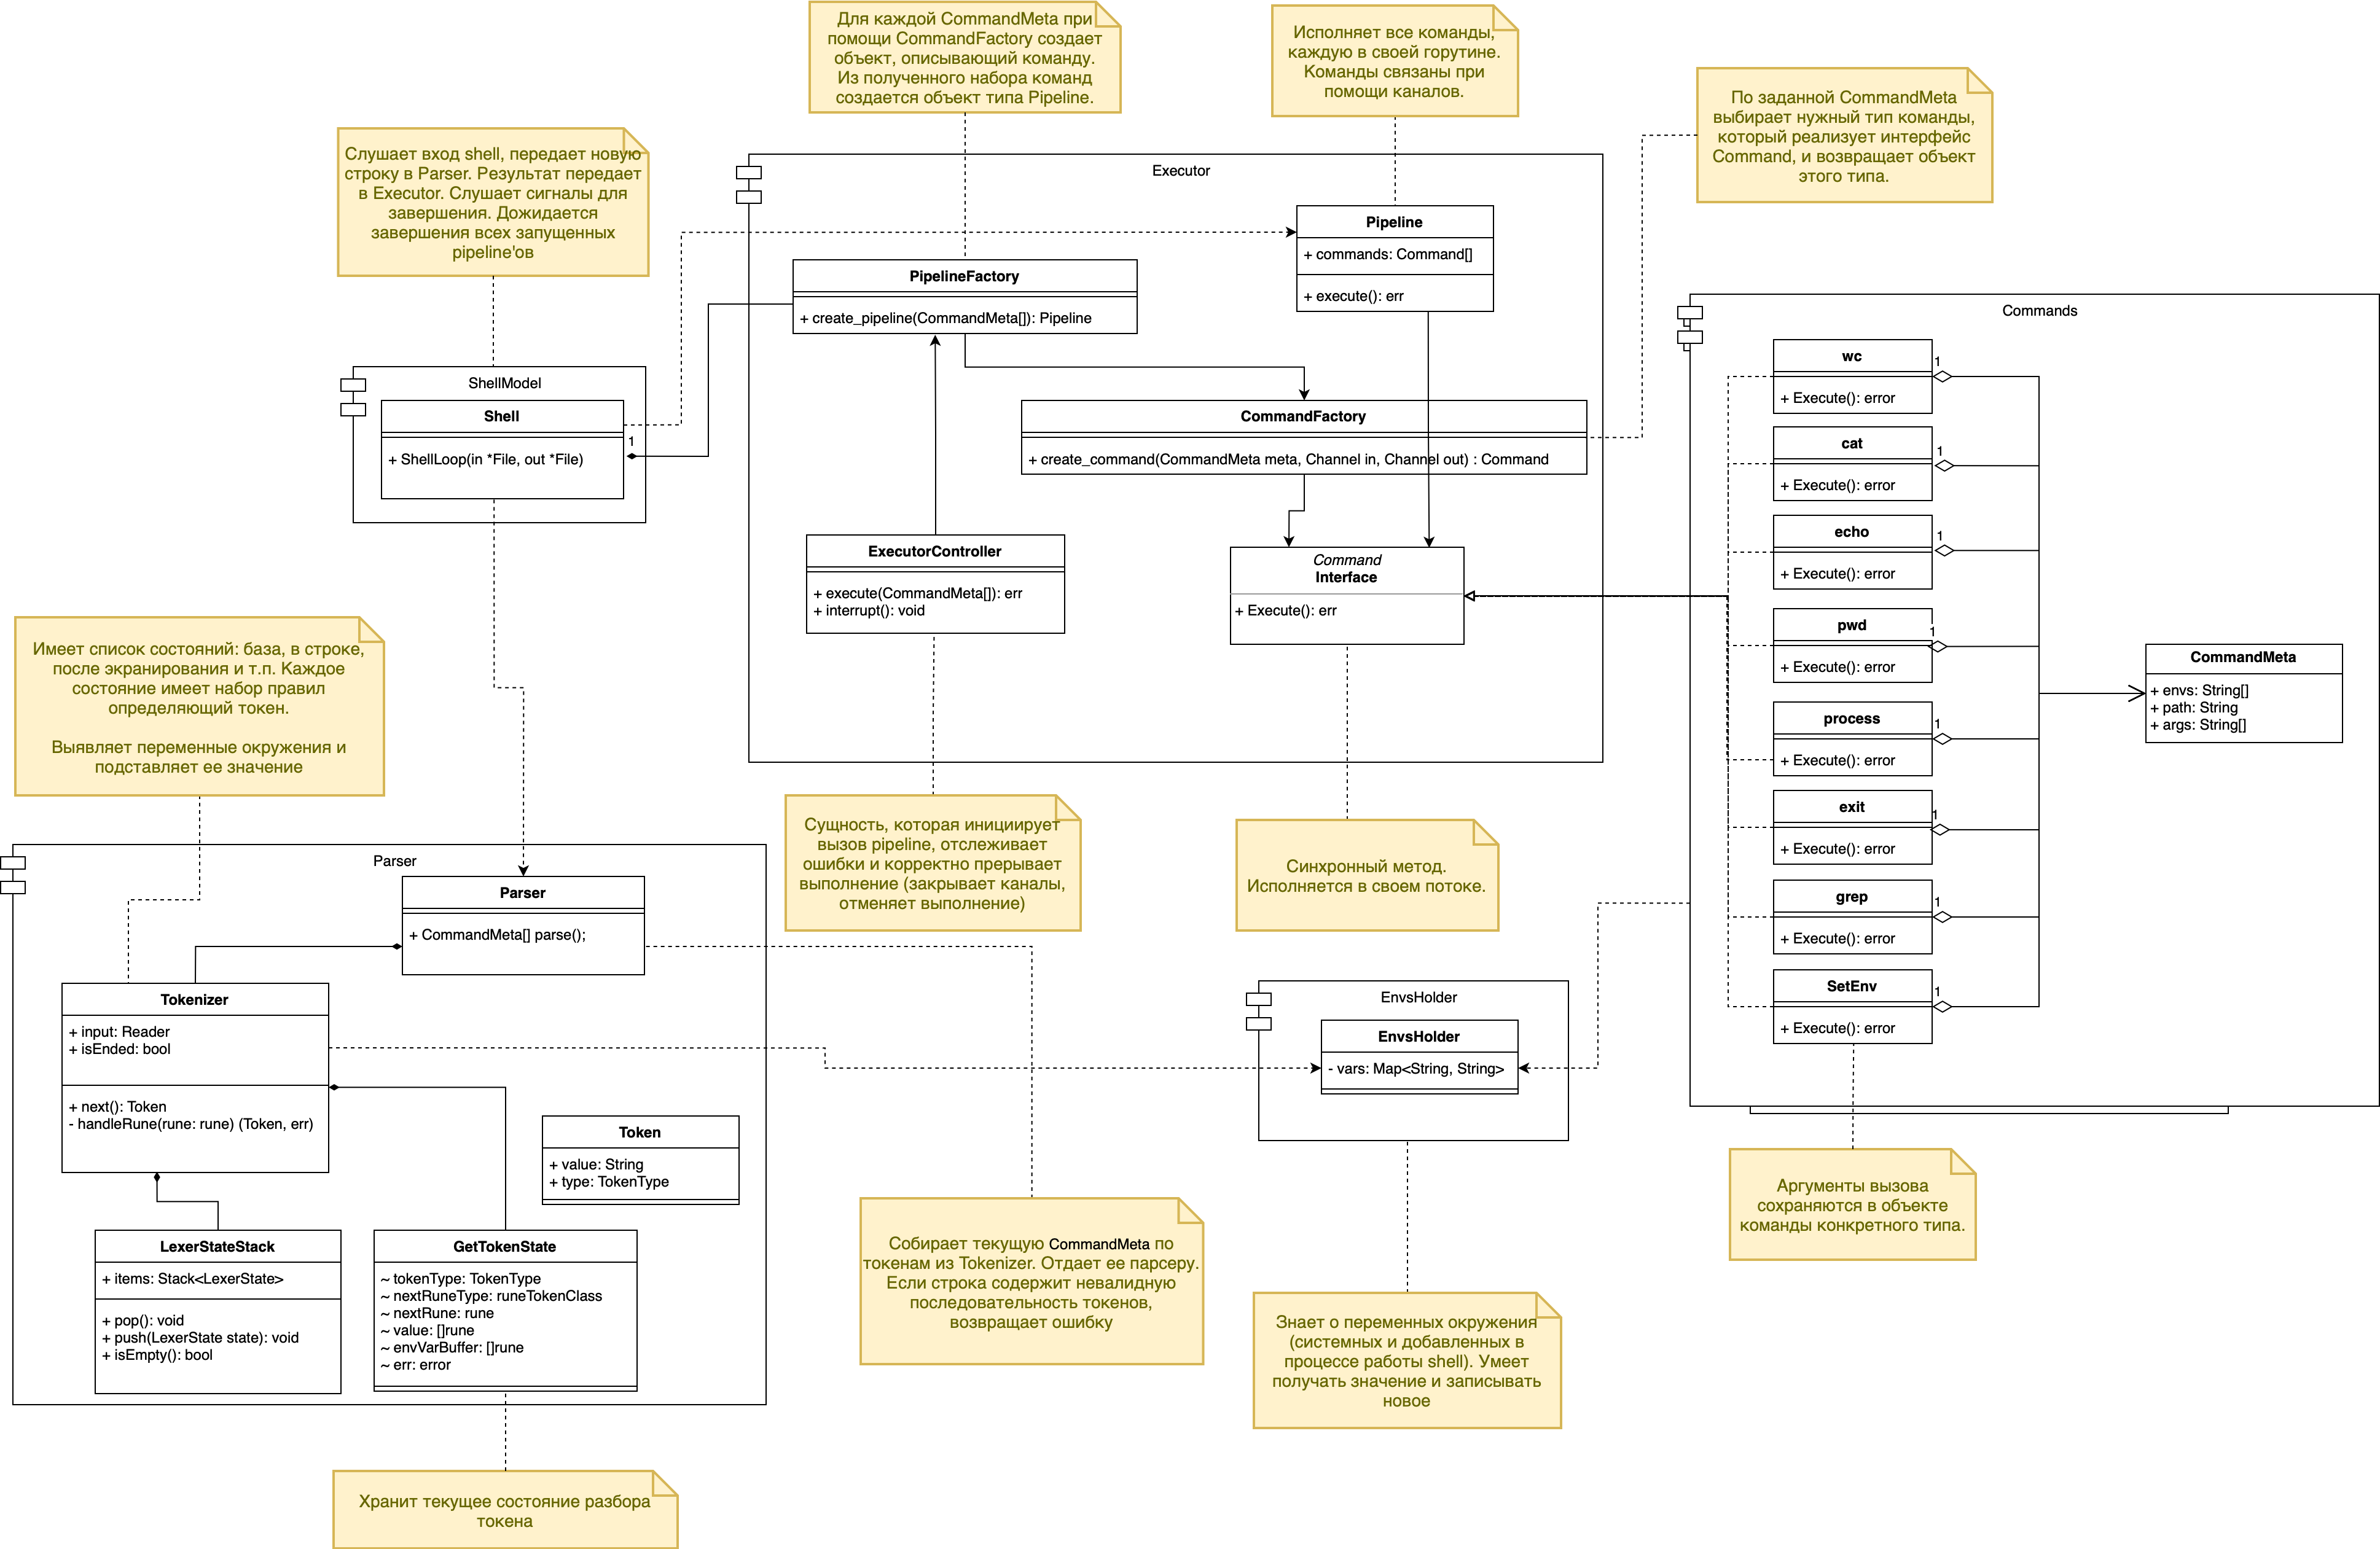 Для каждой CommandMeta при
помощи CommandFactory создает
объект, описывающий команду.
Из полученного набора команд
создается объект типа Pipeline.
Исполняет все команды,
каждую в своей горутине.
Команды связаны при
помощи каналов.
По заданной CommandMeta
выбирает нужный тип команды,
который реализует интерфейс
Command, и возвращает объект
этого типа.
Слушает вход shell, передает новую
строку в Parser. Результат передает
в Executor. Слушает сигналы для
завершения. Дожидается
завершения всех запущенных
pipeline'ов
Executor
Pipeline
+ commands: Command[]
+ execute(): err
PipelineFactory
+ create_pipeline(CommandMeta[]): Pipeline
ShellModel
Shell
1
+ ShellLoop(in *File, out *File)
CommandFactory
+ create_command(CommandMeta meta, Channel in, Channel out) : Command
ExecutorController
+ execute(CommandMeta[]): err
+ interrupt(): void
Command
Interface
+ Execute(): err
Commands
wc
1
+ Execute(): error
cat
1
+ Execute(): error
echo
1
+ Execute(): error
pwd
1
+ Execute(): error
process
1
+ Execute(): error
exit
1
+ Execute(): error
grep
1
+ Execute(): error
SetEnv
1
+ Execute(): error
CommandMeta
+ envs: String[]
+ path: String
+ args: String[]
Имеет список состояний: база, в строке,
после экранирования и т.п. Каждое
состояние имеет набор правил
определяющий токен.
Выявляет переменные окружения и
подставляет ее значение
Сущность, которая инициирует
вызов pipeline, отслеживает
ошибки и корректно прерывает
выполнение (закрывает каналы,
отменяет выполнение)
Синхронный метод.
Исполняется в своем потоке.
Parser
Parser
+ CommandMeta[] parse();
Tokenizer
+ input: Reader
+ isEnded: bool
+ next(): Token
- handleRune(rune: rune) (Token, err)
Token
+ value: String
+ type: TokenType
LexerStateStack
+ items: Stack<LexerState>
+ pop(): void
+ push(LexerState state): void
+ isEmpty(): bool
GetTokenState
~ tokenType: TokenType
~ nextRuneType: runeTokenClass
~ nextRune: rune
~ value: []rune
~ envVarBuffer: []rune
~ err: error
EnvsHolder
EnvsHolder
- vars: Map<String, String>
Собирает текущую CommandMeta по
токенам из Tokenizer. Отдает ее парсеру.
Если строка содержит невалидную
последовательность токенов,
возвращает ошибку
Знает о переменных окружения
(системных и добавленных в
процессе работы shell). Умеет
получать значение и записывать
новое
Аргументы вызова
сохраняются в объекте
команды конкретного типа.
Хранит текущее состояние разбора
токена